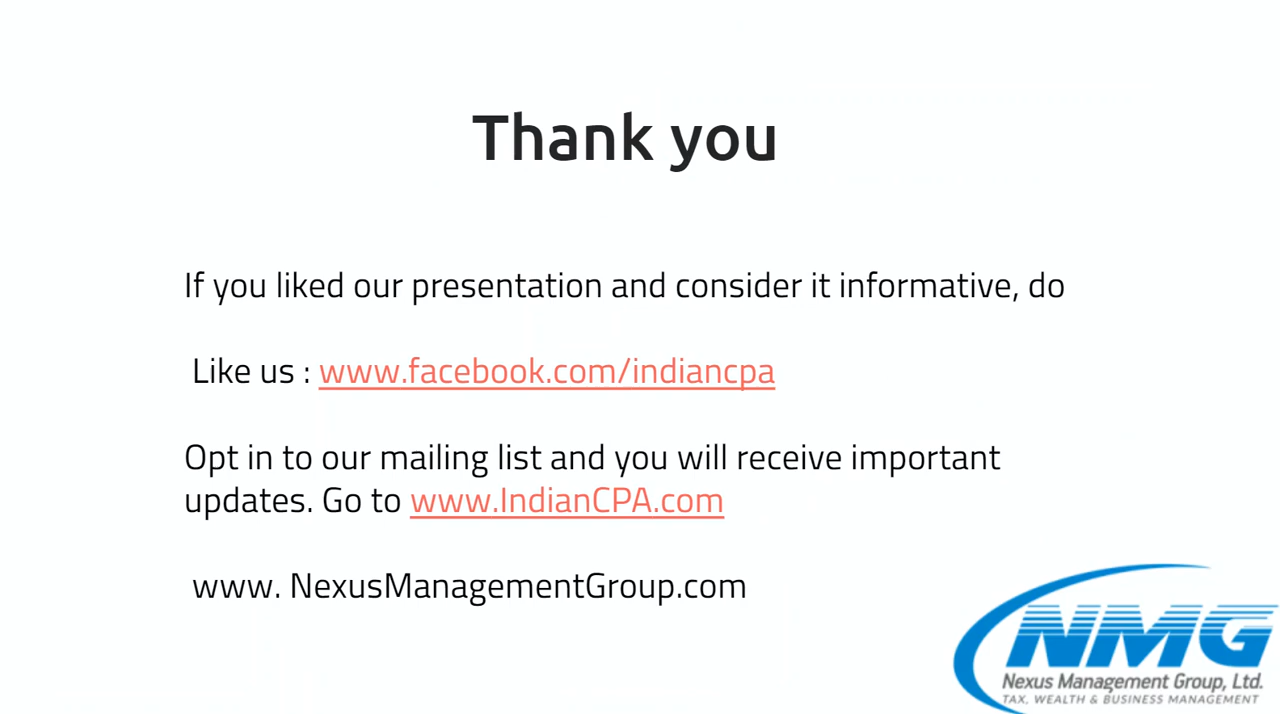 Thank you
If you liked our presentation and consider it informative, do
Like us : www.facebook.com/indiancpa
Opt in to our mailing list and you will receive important
updates. Go to www.IndianCPA.com
www. NexusManagementGroup.com
NMG
Nexus Management Group, Ltd.
TAX, WEALTH & BUSINESS MANAGEMENT